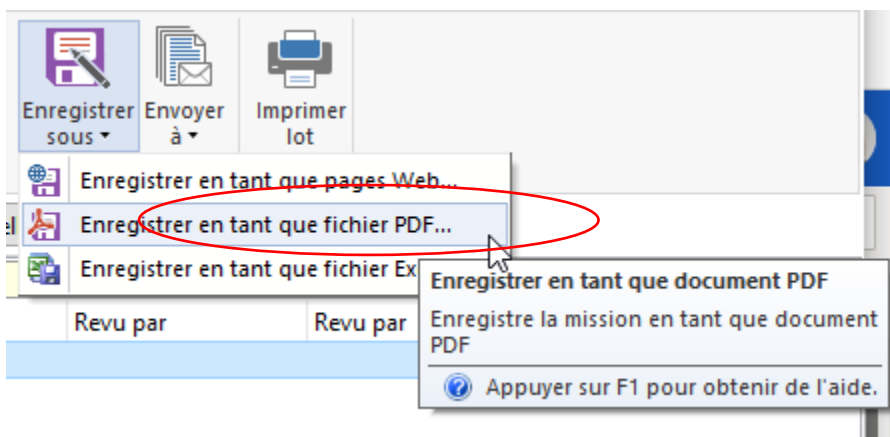 Enregistrer Envoyer Imprimer
sous à lot
Enregistrer en tant que pages Web...
el
Enregistrer en tant que fichier PDF...
Enregistrer en tant que fichier Ex
Enregistrer en tant que document PDF
Revu par Revu par
Enregistre la mission en tant que document
PDF
Appuyer sur F1 pour obtenir de l'aide.